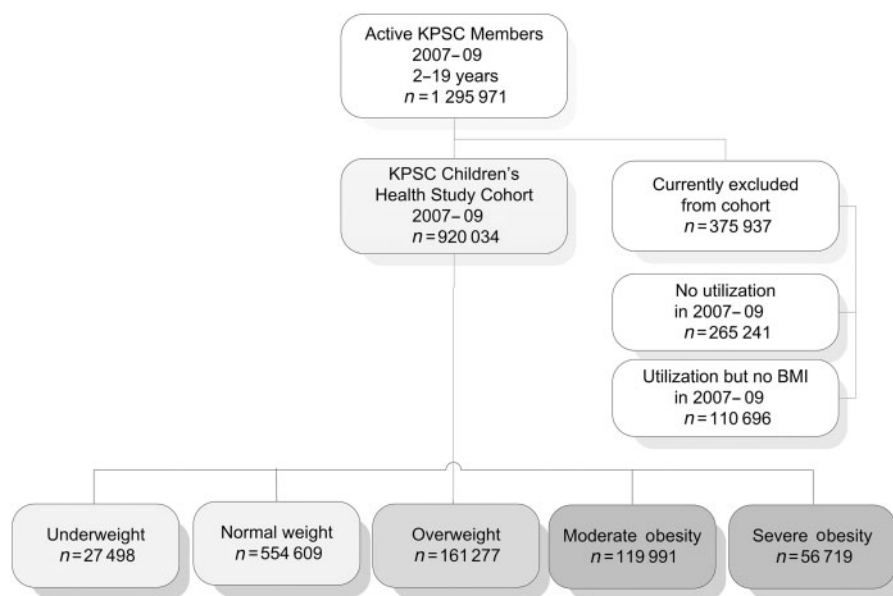 Active KPSC Members
2007–09
2–19 years
n=1 295 971
KPSC Children's
Health Study Cohort
2007–09
n=920 034
Currently excluded
from cohort
n=375 937
No utilization
in 2007–09
n=265 241
Utilization but no BMI
in 2007–09
n=110 696
Underweight
n=27 498
Normal weight
n=554 609
Overweight
n=161 277
Moderate obesity
n=119 991
Severe obesity
n=56 719